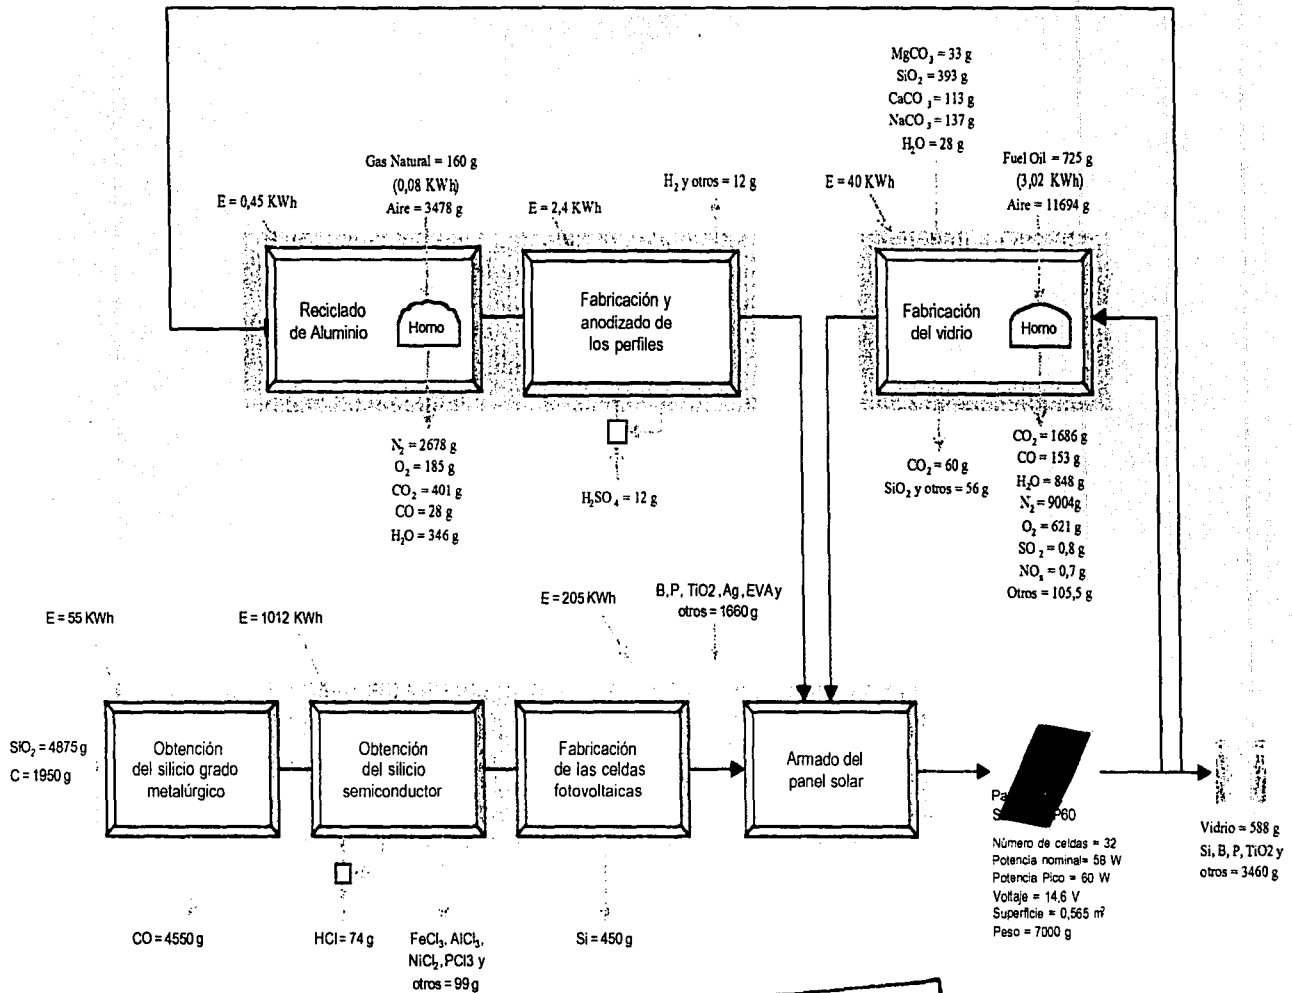 MgCO3 = 33 g
SiO2 = 393 g
CaCO3 = 113 g
NaCO3 = 137 g
H2O = 28 g
Gas Natural = 160 g
(0,08 KWh)
Aire = 3478 g
E = 0,45 KWh
H2 y otros = 12 g
E = 2,4 KWh
E = 40 KWh
Fuel Oil = 725 g
(3,02 KWh)
Aire = 11694 g
Reciclado
de Aluminio
Horno
Fabricación y
anodizado de
los perfiles
Fabricación
del vidrio
Horno
N2 = 2678 g
O2 = 185 g
CO2 = 401 g
CO = 28 g
H2O = 346 g
H2SO4 = 12 g
CO2 = 60 g
SiO2 y otros = 56 g
CO2 = 1686 g
CO = 153 g
H2O = 848 g
N2 = 9004g
O2 = 621 g
SO2 = 0,8 g
NOx = 0,7 g
Otros = 105,5 g
E = 55 KWh
E = 1012 KWh
E = 205 KWh
B, P, TiO2, Ag, EVA y
otros = 1660 g
SiO2 = 4875 g
C = 1950 g
Obtención
del silicio grado
metalúrgico
Obtención
del silicio
semiconductor
Fabricación
de las celdas
fotovoltaicas
Armado del
panel solar
Pa
S P60
Número de celdas = 32
Potencia nominal= 58 W
Potencia Pico = 60 W
Voltaje = 14,6 V
Superficie = 0,565 m²
Peso = 7000 g
Vidrio = 588 g
Si, B, P, TiO2 y
otros = 3460 g
CO = 4550 g
HCl = 74 g
FeCl3, AlCl3,
NiCl2, PCl3 y
otros = 99 g
Si = 450 g